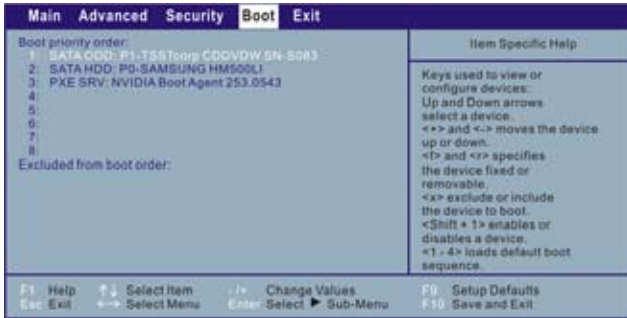 Main Advanced Security Boot Exit
Boot priority order:
1: SATA ODD: P1-TSSTcorp CDDVDW SN-S083
2: SATA HDD: P0-SAMSUNG HM500LI
3: PXE SRV: NVIDIA Boot Agent 253.0543
4:
5:
6:
7:
8:
Excluded from boot order:
Item Specific Help
Keys used to view or
configure devices:
Up and Down arrows
select a device.
<+> and <-> moves the device
up or down.
<f> and <r> specifies
the device fixed or
removable.
<x> exclude or include
the device to boot.
<Shift + 1> enables or
disables a device.
<1 - 4> loads default boot
sequence.
F1 Help ↑↓ Select Item -/+ Change Values F9 Setup Defaults
Esc Exit ←→ Select Menu Enter Select ▶ Sub-Menu F10 Save and Exit